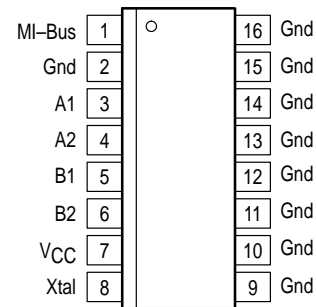 MI–Bus 1 16 Gnd
Gnd 2 15 Gnd
A1 3 14 Gnd
A2 4 13 Gnd
B1 5 12 Gnd
B2 6 11 Gnd
VCC 7 10 Gnd
Xtal 8 9 Gnd